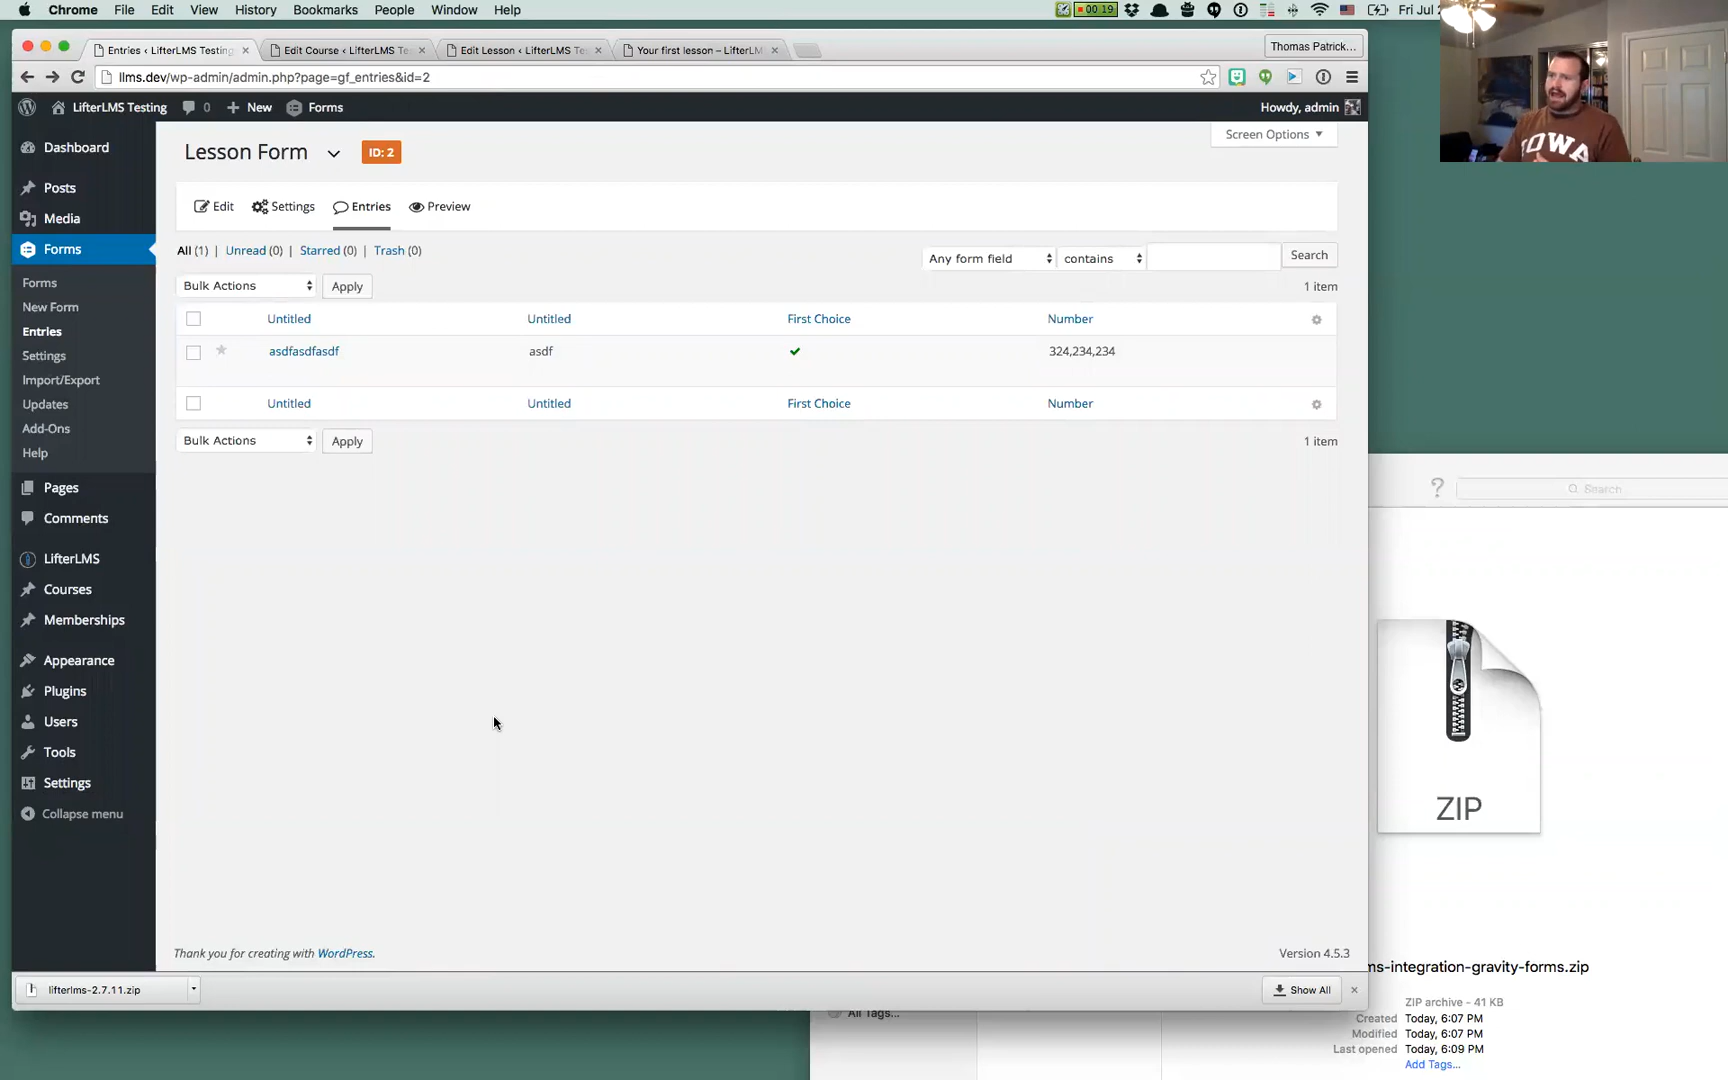 Chrome File Edit View History Bookmarks People Window Help
00 19
Entries ‹ LifterLMS Testing
Edit Course ‹ LifterLMS Te
Edit Lesson ‹ LifterLMS Te
Your first lesson – LifterLM
Thomas Patrick...
llms.dev/wp-admin/admin.php?page=gf_entries&id=2
LifterLMS Testing 0 New Forms
Howdy, admin
Screen Options
Dashboard
Posts
Media
Forms
Forms
New Form
Entries
Settings
Import/Export
Updates
Add-Ons
Help
Pages
Comments
LifterLMS
Courses
Memberships
Appearance
Plugins
Users
Tools
Settings
Collapse menu
Lesson Form ID: 2
Edit Settings Entries Preview
All (1) | Unread (0) | Starred (0) | Trash (0)
Any form field contains Search
Bulk Actions Apply
1 item
Untitled Untitled First Choice Number
asdfasdfasdf asdf 324,234,234
Untitled Untitled First Choice Number
Bulk Actions Apply
1 item
Thank you for creating with WordPress.
Version 4.5.3
lifterlms-2.7.11.zip
Show All
IOWA
Search
ZIP
ms-integration-gravity-forms.zip
ZIP archive - 41 KB
Created Today, 6:07 PM
Modified Today, 6:07 PM
Last opened Today, 6:09 PM
Add Tags...
All Tags...